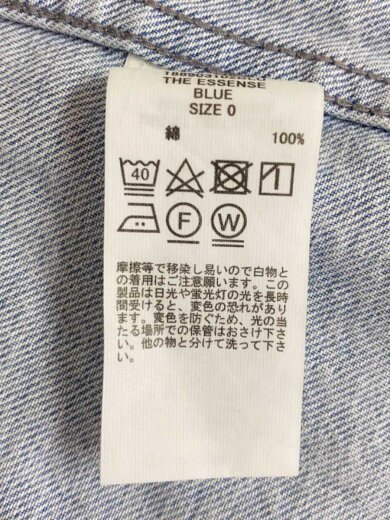 THE ESSENSE
BLUE
SIZE 0
綿 100%
40
F W
摩擦等で移染し易いので白物と
の着用はご注意願います。この
製品は日光や蛍光灯の光を長時
間受けると、変色の恐れがあり
ます。変色を防ぐため、光の当
たる場所での保管はおさけ下さ
い。他の物と分けて洗って下さ
い。